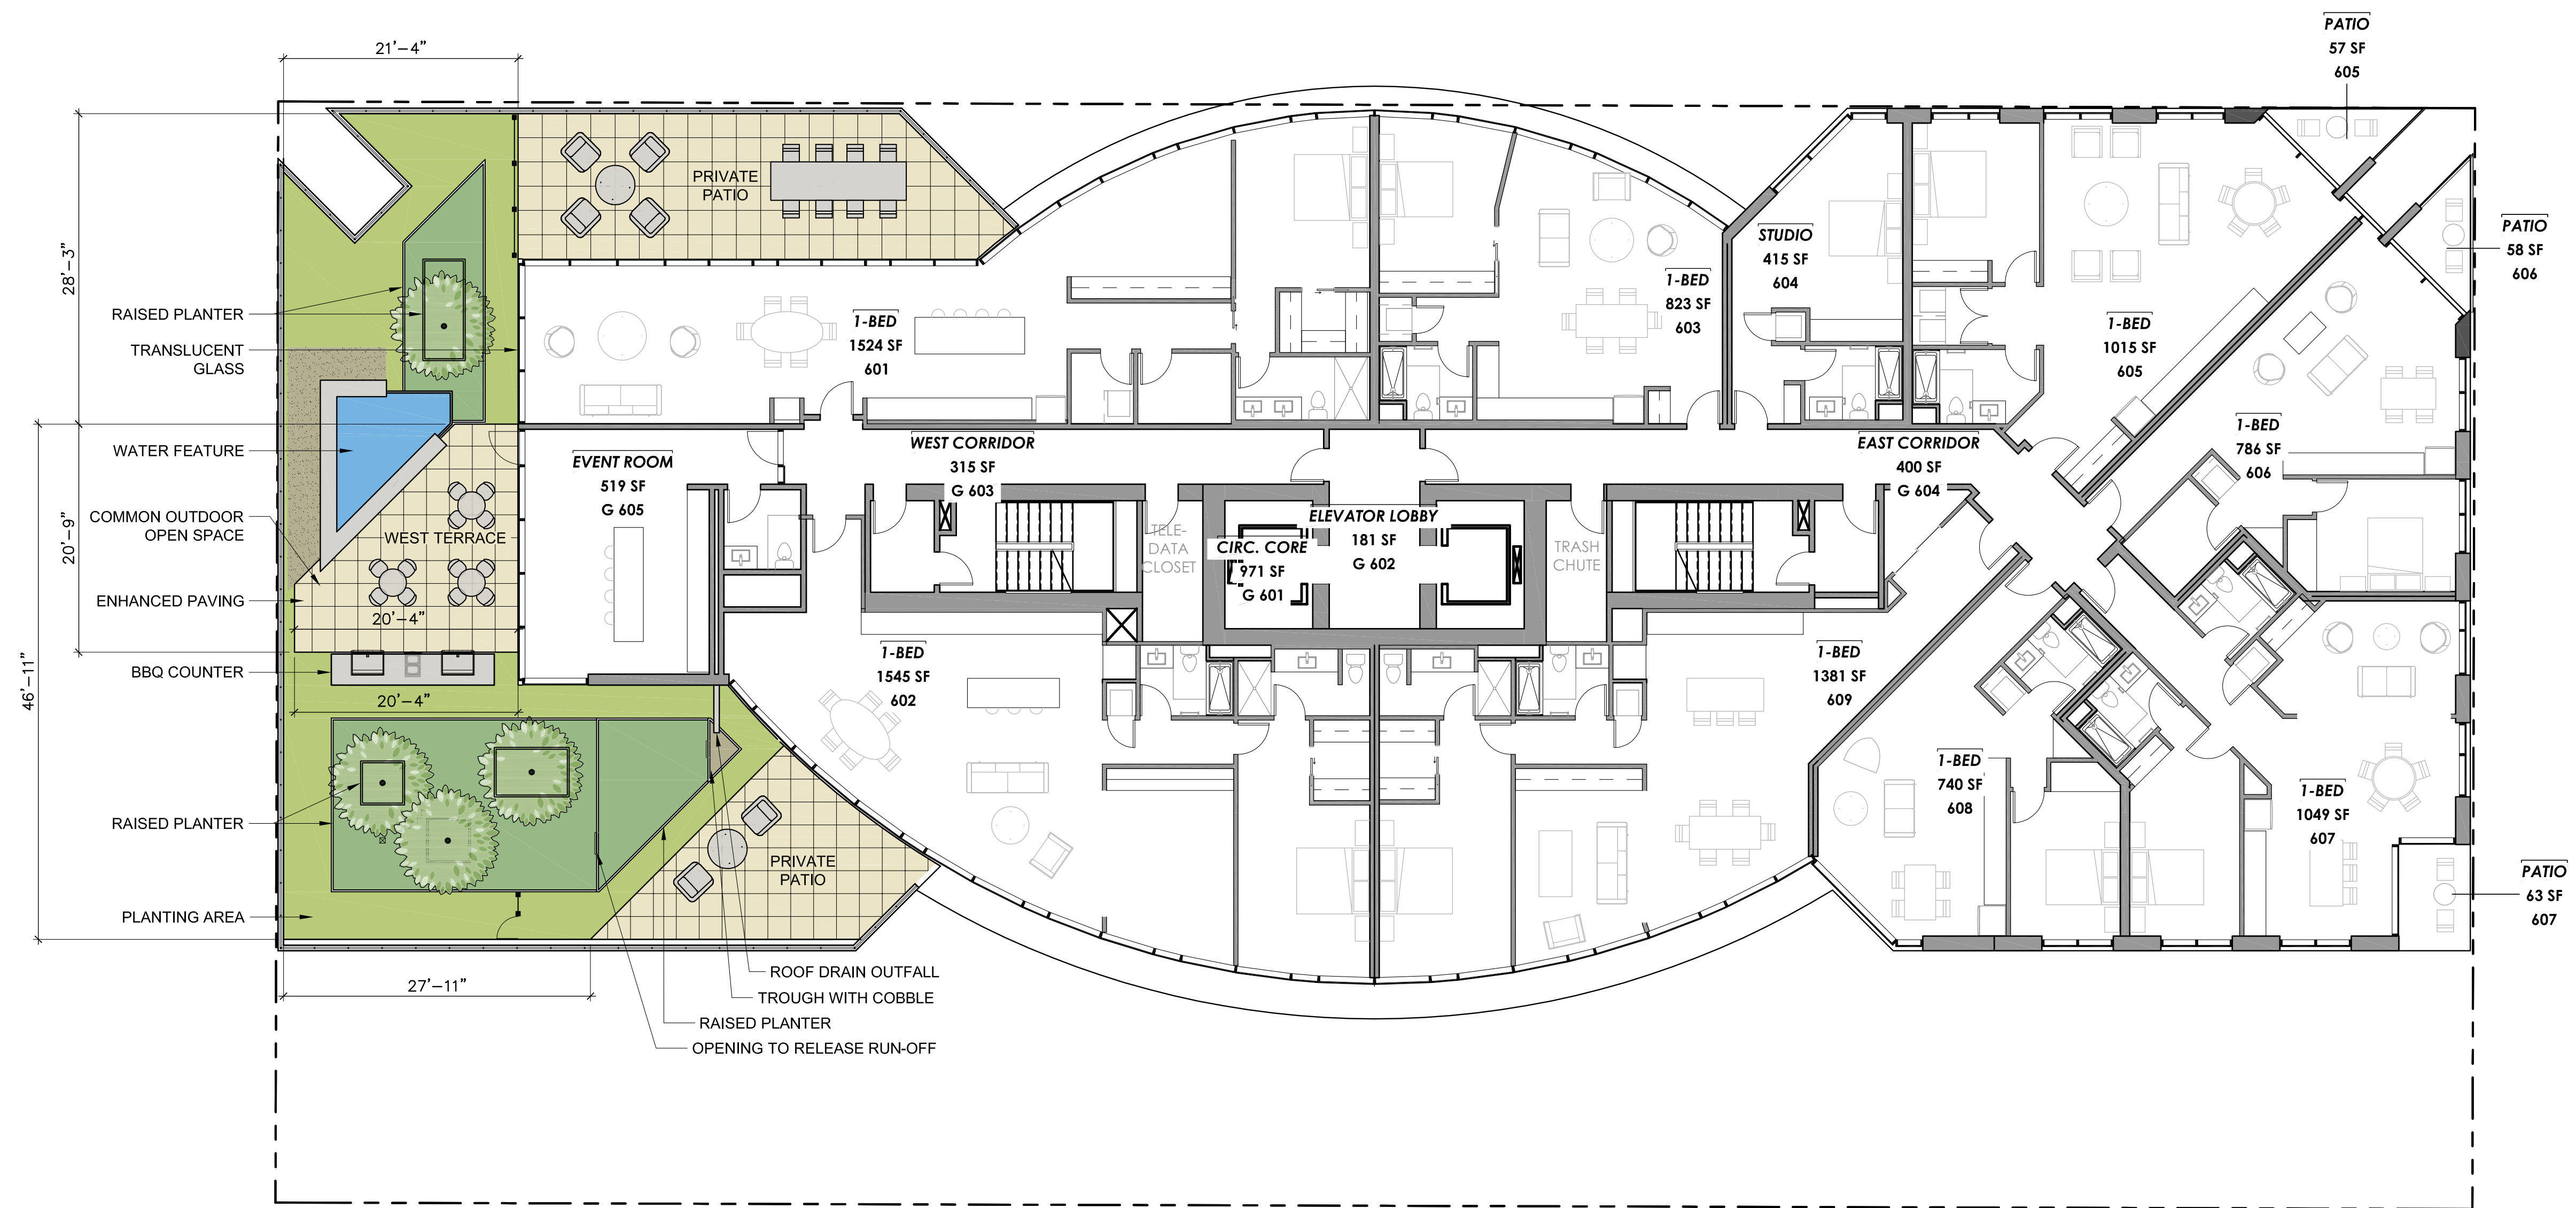 PATIO
57 SF
605
21'-4"
28'-3"
PRIVATE
PATIO
PATIO
58 SF
606
STUDIO
415 SF
604
1-BED
823 SF
603
1-BED
1524 SF
601
1-BED
1015 SF
605
RAISED PLANTER
TRANSLUCENT
GLASS
WATER FEATURE
COMMON OUTDOOR
OPEN SPACE
ENHANCED PAVING
BBQ COUNTER
WEST CORRIDOR
315 SF
G 603
EAST CORRIDOR
400 SF
G 604
1-BED
786 SF
606
EVENT ROOM
519 SF
G 605
WEST TERRACE
20'-9"
46'-11"
20'-4"
20'-4"
TELE-
DATA
CLOSET
CIRC. CORE
971 SF
G 601
ELEVATOR LOBBY
181 SF
G 602
TRASH
CHUTE
1-BED
1545 SF
602
1-BED
1381 SF
609
1-BED
740 SF
608
1-BED
1049 SF
607
PATIO
63 SF
607
RAISED PLANTER
PLANTING AREA
PRIVATE
PATIO
27'-11"
ROOF DRAIN OUTFALL
TROUGH WITH COBBLE
RAISED PLANTER
OPENING TO RELEASE RUN-OFF